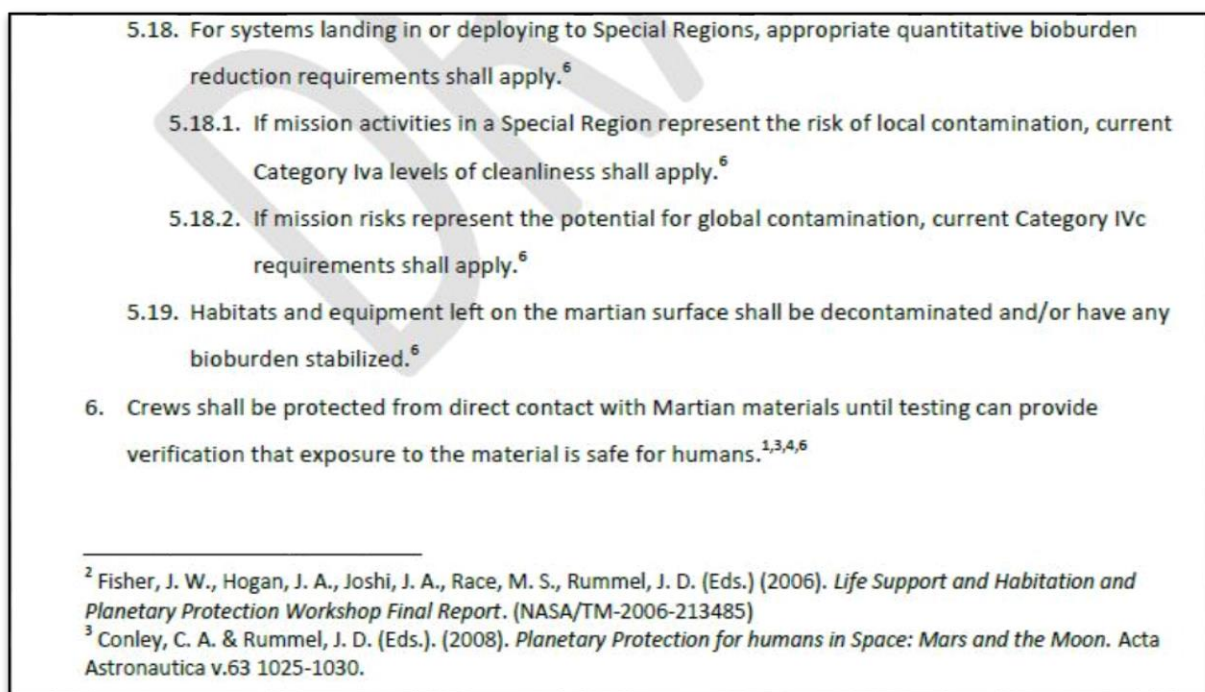 5.18. For systems landing in or deploying to Special Regions, appropriate quantitative bioburden
reduction requirements shall apply.6
5.18.1. If mission activities in a Special Region represent the risk of local contamination, current
Category Iva levels of cleanliness shall apply.6
5.18.2. If mission risks represent the potential for global contamination, current Category IVc
requirements shall apply.6
5.19. Habitats and equipment left on the martian surface shall be decontaminated and/or have any
bioburden stabilized.6
6. Crews shall be protected from direct contact with Martian materials until testing can provide
verification that exposure to the material is safe for humans.1,3,4,6
2 Fisher, J. W., Hogan, J. A., Joshi, J. A., Race, M. S., Rummel, J. D. (Eds.) (2006). Life Support and Habitation and
Planetary Protection Workshop Final Report. (NASA/TM-2006-213485)
3 Conley, C. A. & Rummel, J. D. (Eds.). (2008). Planetary Protection for humans in Space: Mars and the Moon. Acta
Astronautica v.63 1025-1030.